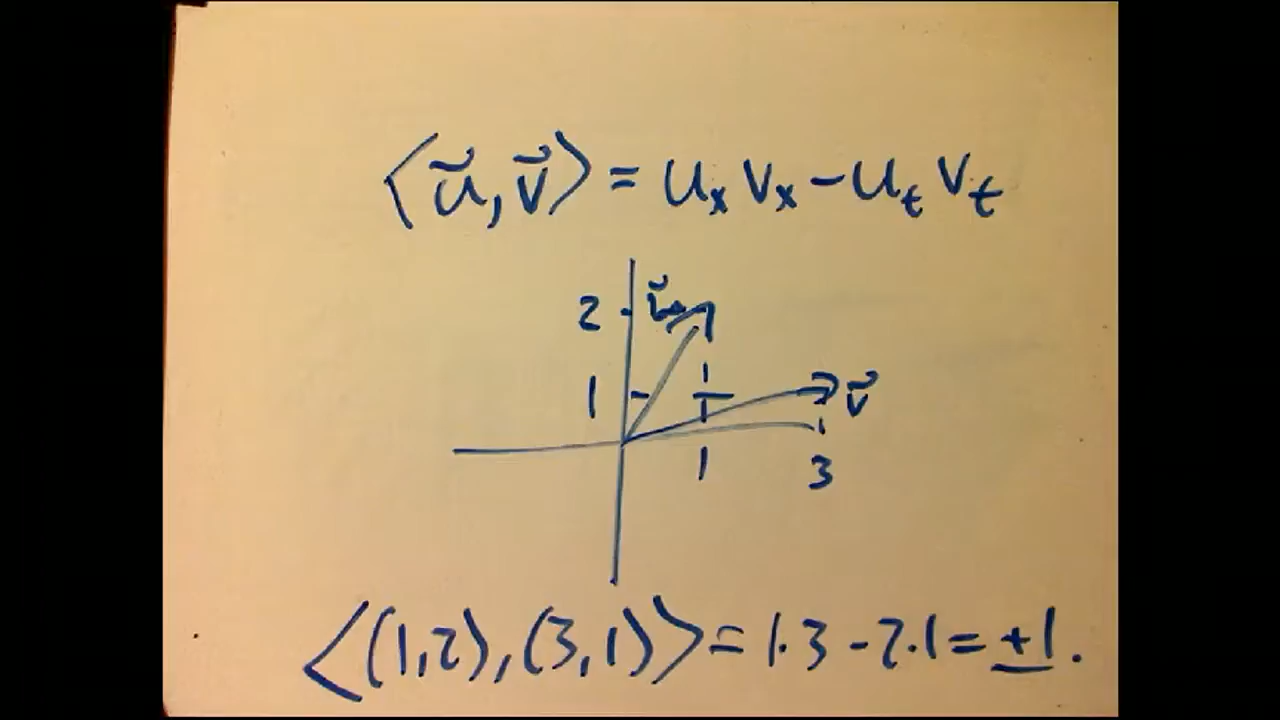 ⟨u⃗, v⃗⟩ = uₓ vₓ − uₜ vₜ
2 u⃗
1 v⃗
1 3
⟨(1,2),(3,1)⟩ = 1·3 − 2·1 = +1.